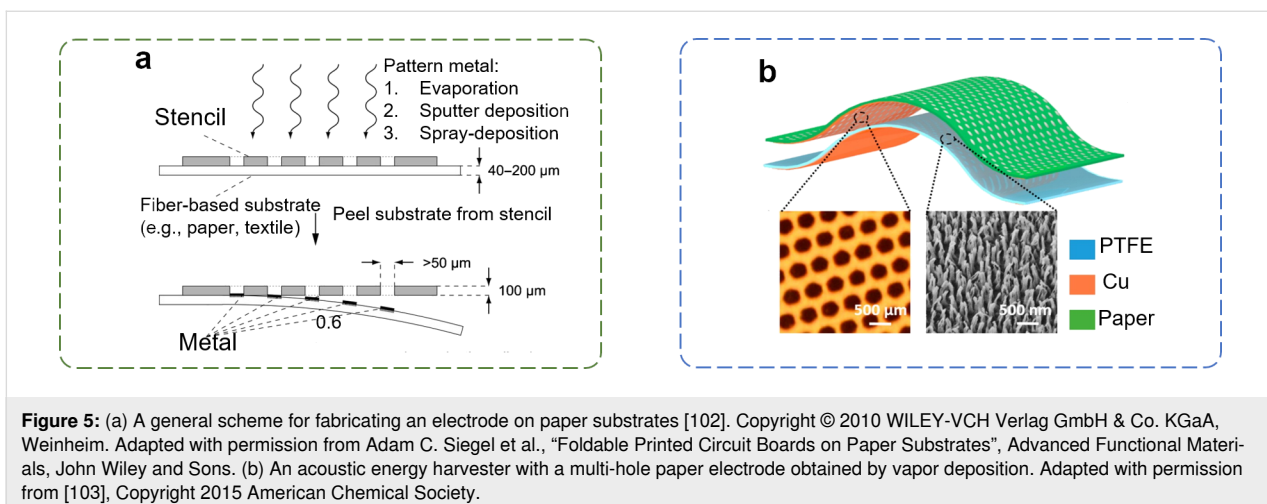 a
Pattern metal:
1. Evaporation
2. Sputter deposition
3. Spray-deposition
Stencil
40–200 µm
Fiber-based substrate
(e.g., paper, textile)
Peel substrate from stencil
>50 µm
100 µm
0.6
Metal
b
500 µm
500 nm
PTFE
Cu
Paper
Figure 5: (a) A general scheme for fabricating an electrode on paper substrates [102]. Copyright © 2010 WILEY-VCH Verlag GmbH & Co. KGaA,
Weinheim. Adapted with permission from Adam C. Siegel et al., “Foldable Printed Circuit Boards on Paper Substrates”, Advanced Functional Materi-
als, John Wiley and Sons. (b) An acoustic energy harvester with a multi-hole paper electrode obtained by vapor deposition. Adapted with permission
from [103], Copyright 2015 American Chemical Society.